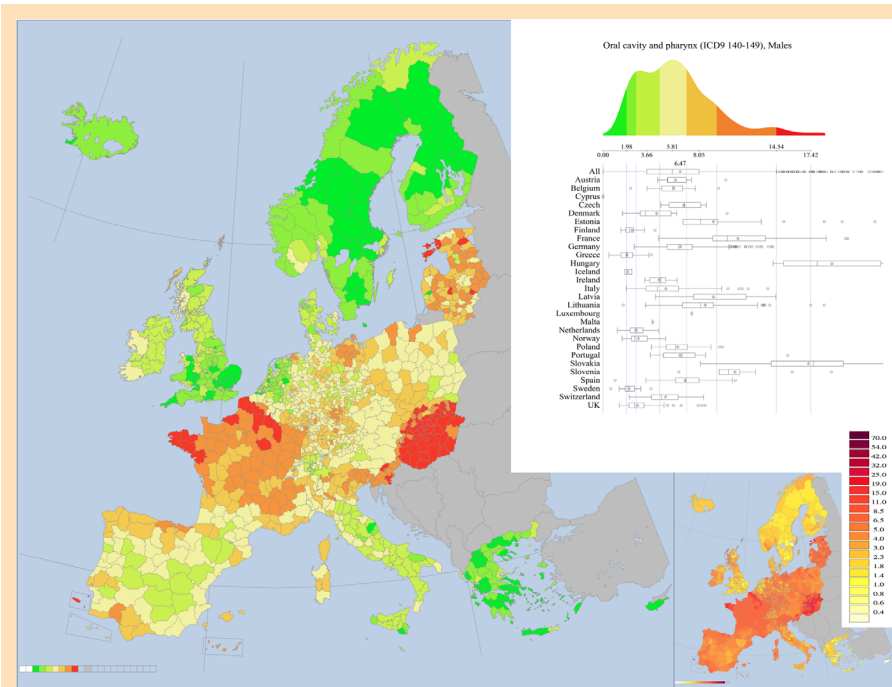 Oral cavity and pharynx (ICD9 140-149), Males
1.98 5.81 14.54
0.00 3.66 8.05 17.42
6.47
All
Austria
Belgium
Cyprus
Czech
Denmark
Estonia
Finland
France
Germany
Greece
Hungary
Iceland
Ireland
Italy
Latvia
Lithuania
Luxembourg
Malta
Netherlands
Norway
Poland
Portugal
Slovakia
Slovenia
Spain
Sweden
Switzerland
UK
70.0
54.0
42.0
32.0
25.0
19.0
15.0
11.0
8.5
6.5
5.0
4.0
3.0
2.3
1.8
1.4
1.0
0.8
0.6
0.4